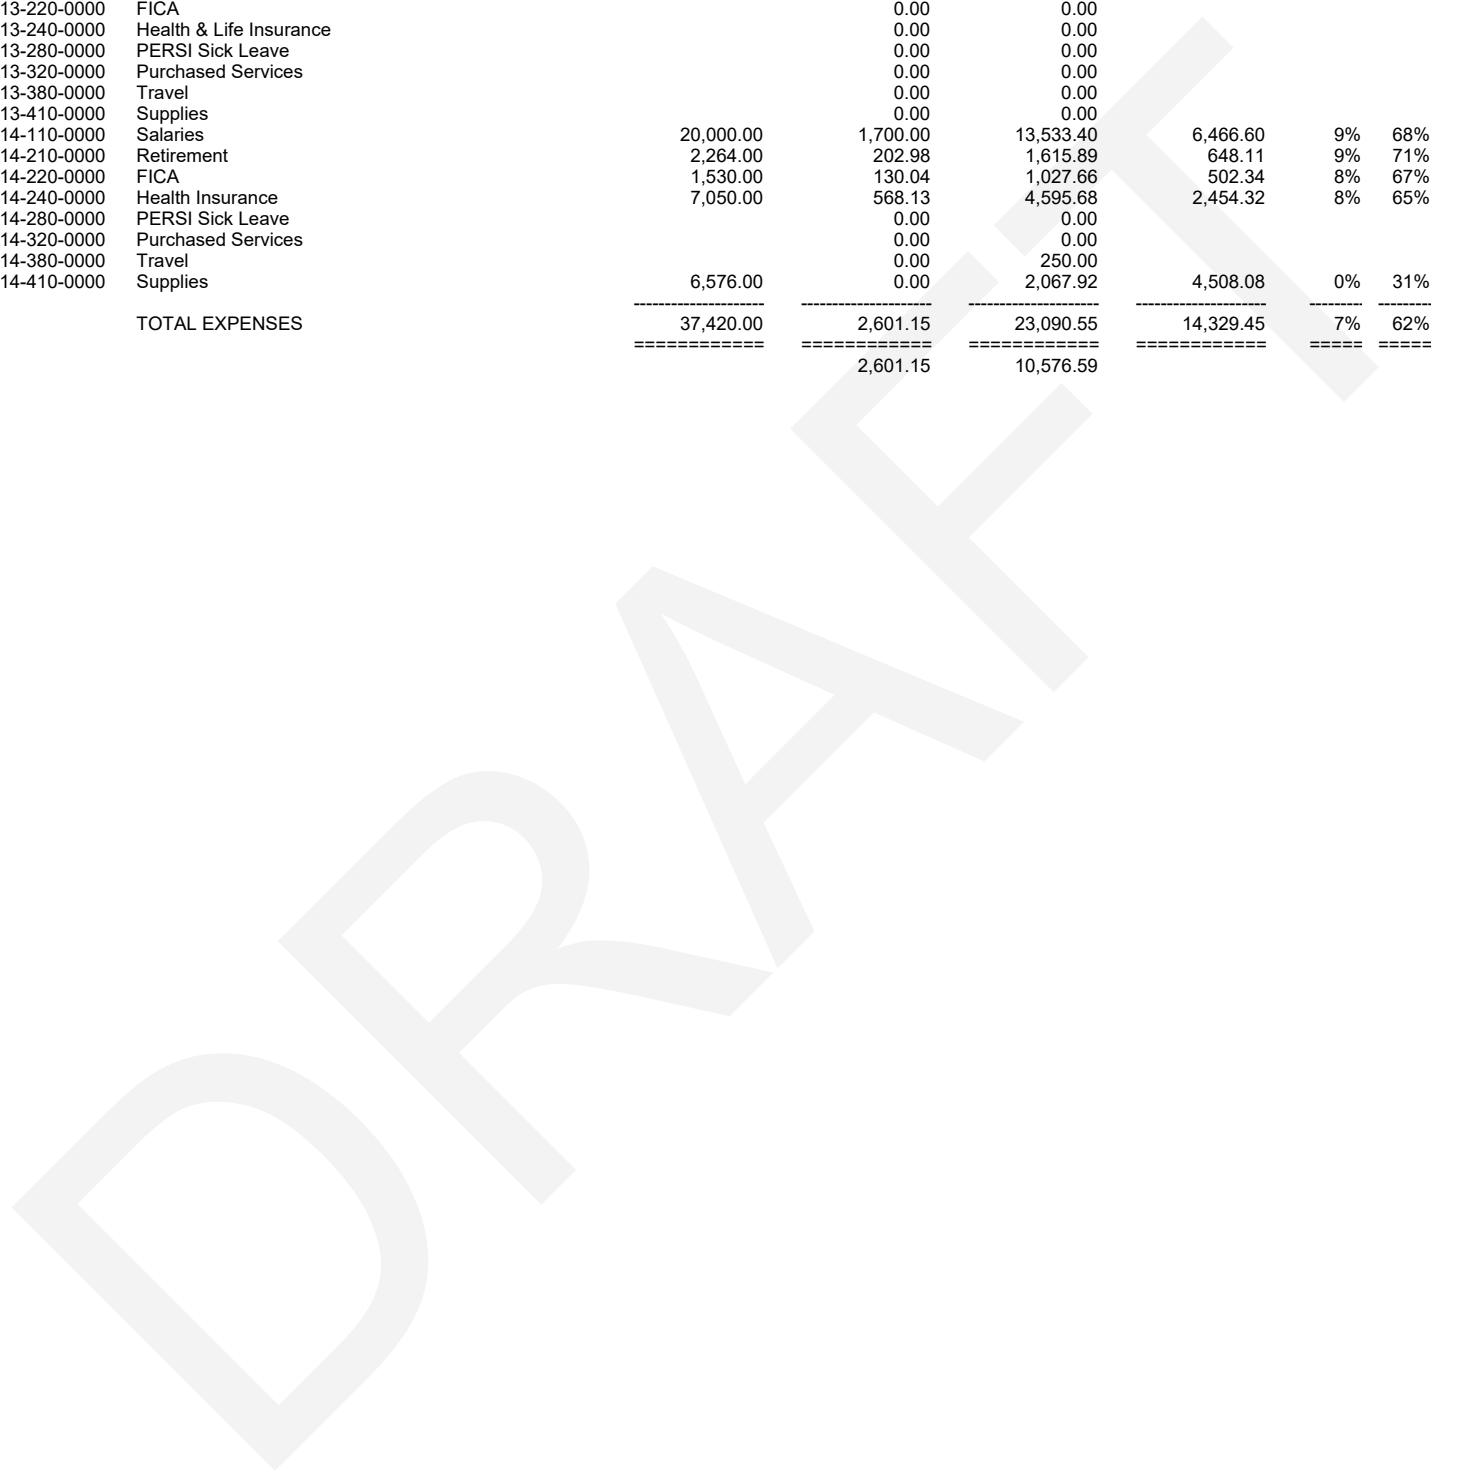 13-220-0000 FICA 0.00 0.00
13-240-0000 Health & Life Insurance 0.00 0.00
13-280-0000 PERSI Sick Leave 0.00 0.00
13-320-0000 Purchased Services 0.00 0.00
13-380-0000 Travel 0.00 0.00
13-410-0000 Supplies 0.00 0.00
14-110-0000 Salaries 20,000.00 1,700.00 13,533.40 6,466.60 9% 68%
14-210-0000 Retirement 2,264.00 202.98 1,615.89 648.11 9% 71%
14-220-0000 FICA 1,530.00 130.04 1,027.66 502.34 8% 67%
14-240-0000 Health Insurance 7,050.00 568.13 4,595.68 2,454.32 8% 65%
14-280-0000 PERSI Sick Leave 0.00 0.00
14-320-0000 Purchased Services 0.00 0.00
14-380-0000 Travel 0.00 250.00
14-410-0000 Supplies 6,576.00 0.00 2,067.92 4,508.08 0% 31%
--------------------- --------------------- --------------------- --------------------- -------- --------
TOTAL EXPENSES 37,420.00 2,601.15 23,090.55 14,329.45 7% 62%
============ ============ ============ ============ ===== =====
2,601.15 10,576.59
DRAFT